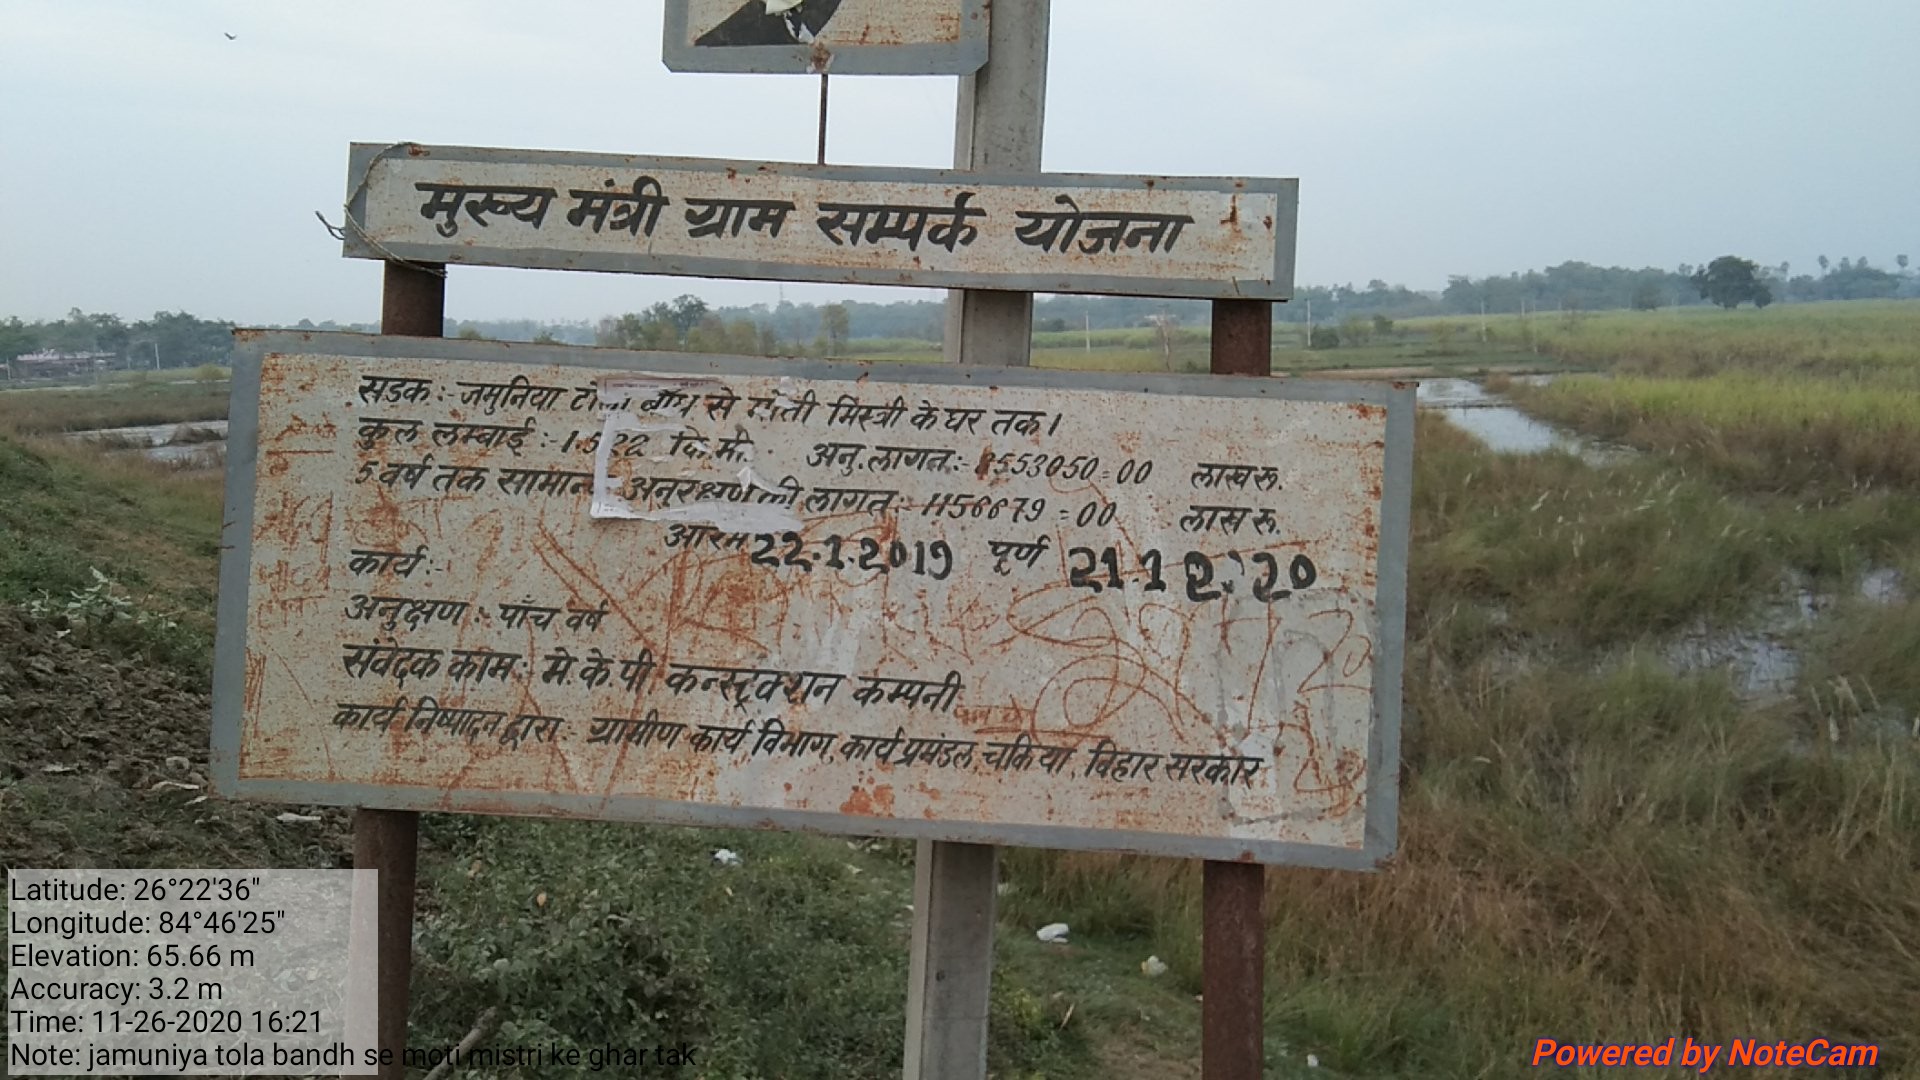 मुख्य मंत्री ग्राम सम्पर्क योजना
सडक:- जमुनिया टोला बाँध से मोती मिस्त्री के घर तक।
कुल लम्बाई:- 1.522 कि.मी. अनु.लागत:- 553050=00 लाख रू.
5 वर्ष तक सामान्य अनुरक्षण की लागत:- 1156679=00 लाख रू.
कार्य:- आरम 22.1.2019 पूर्ण 21.1 2020
अनुक्षण:- पाँच वर्ष
संवेदक काम:- मे.के.पी. कन्स्ट्रक्शन कम्पनी
कार्य निष्पादन द्वारा:- ग्रामीण कार्य विभाग, कार्य प्रमंडल, चकिया, बिहार सरकार
Latitude: 26°22'36"
Longitude: 84°46'25"
Elevation: 65.66 m
Accuracy: 3.2 m
Time: 11-26-2020 16:21
Note: jamuniya tola bandh se moti mistri ke ghar tak
Powered by NoteCam